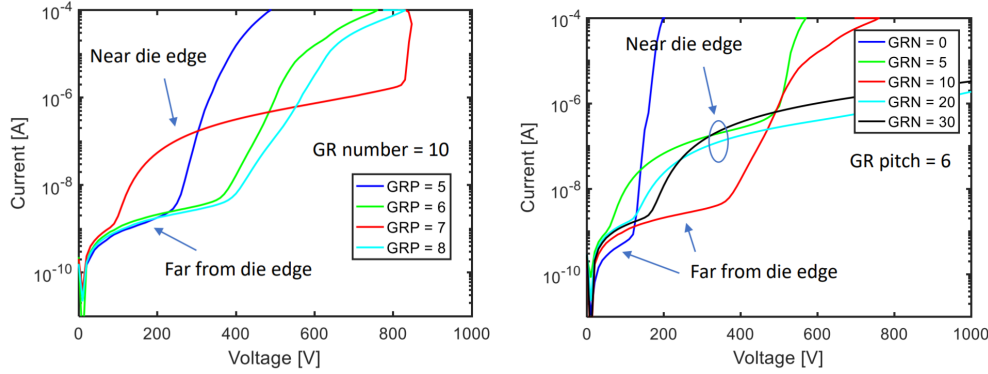 10-4
10-6
10-8
10-10
Current [A]
Near die edge
GR number = 10
GRP = 5
GRP = 6
GRP = 7
GRP = 8
Far from die edge
0
200
400
600
800
1000
Voltage [V]
10-4
10-6
10-8
10-10
Current [A]
Near die edge
GRN = 0
GRN = 5
GRN = 10
GRN = 20
GRN = 30
GR pitch = 6
Far from die edge
0
200
400
600
800
1000
Voltage [V]